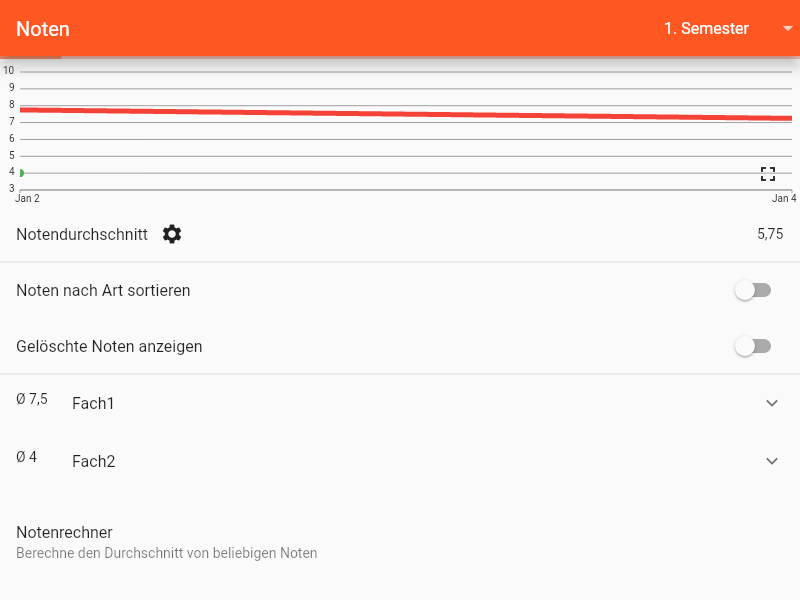 Noten
1. Semester
10
9
8
7
6
5
4
3
Jan 2
Jan 4
Notendurchschnitt
5,75
Noten nach Art sortieren
Gelöschte Noten anzeigen
Ø 7,5
Fach1
Ø 4
Fach2
Notenrechner
Berechne den Durchschnitt von beliebigen Noten